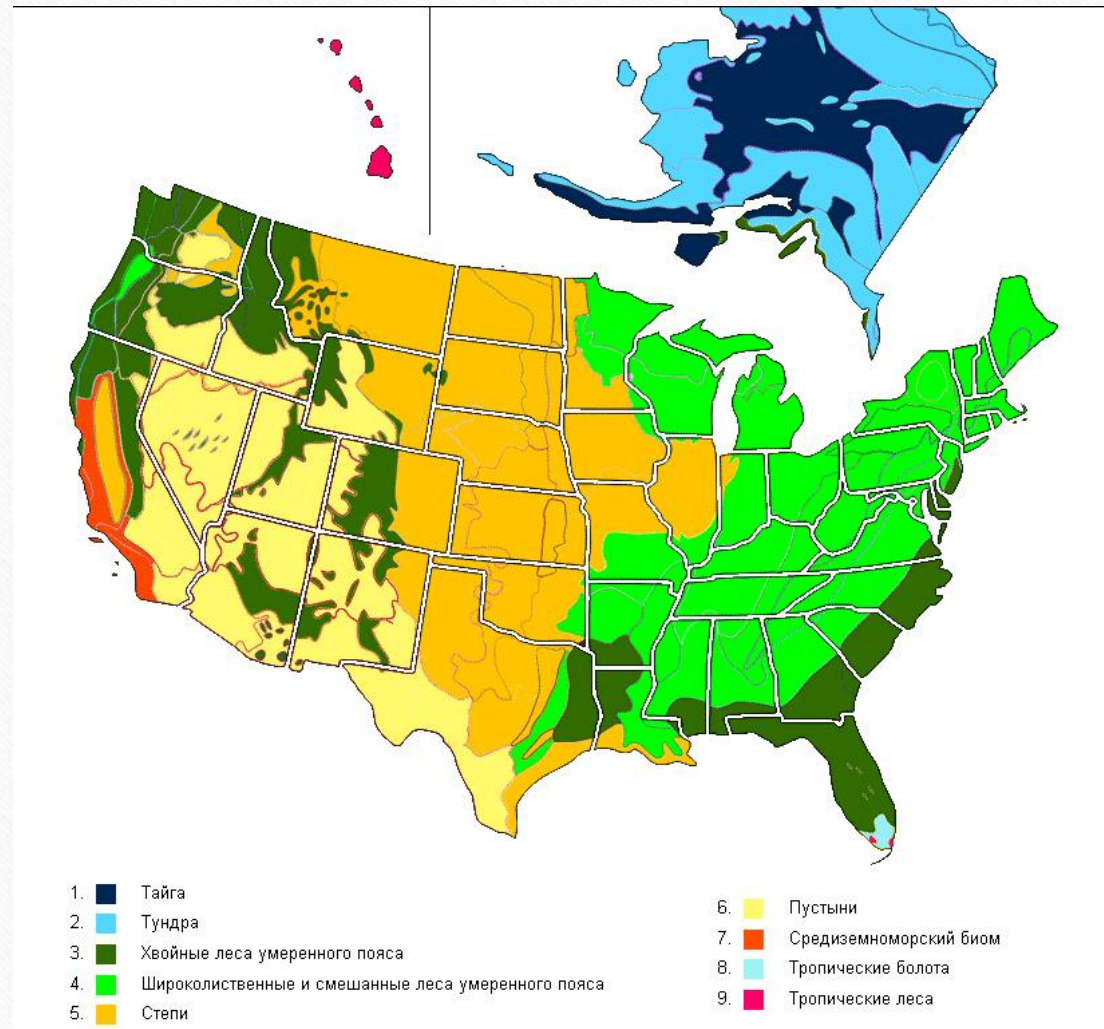 1. Тайга
2. Тундра
3. Хвойные леса умеренного пояса
4. Широколиственные и смешанные леса умеренного пояса
5. Степи
6. Пустыни
7. Средиземноморский биом
8. Тропические болота
9. Тропические леса